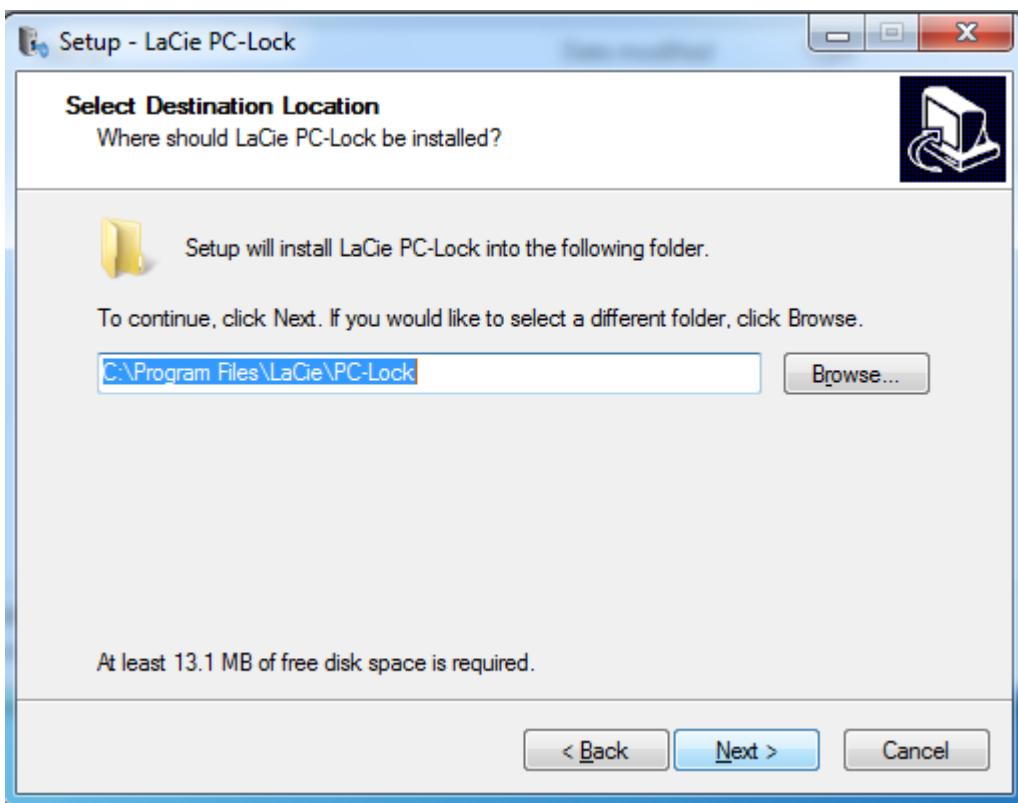 Setup - LaCie PC-Lock
Select Destination Location
Where should LaCie PC-Lock be installed?
Setup will install LaCie PC-Lock into the following folder.
To continue, click Next. If you would like to select a different folder, click Browse.
C:\Program Files\LaCie\PC-Lock
Browse...
At least 13.1 MB of free disk space is required.
< Back
Next >
Cancel